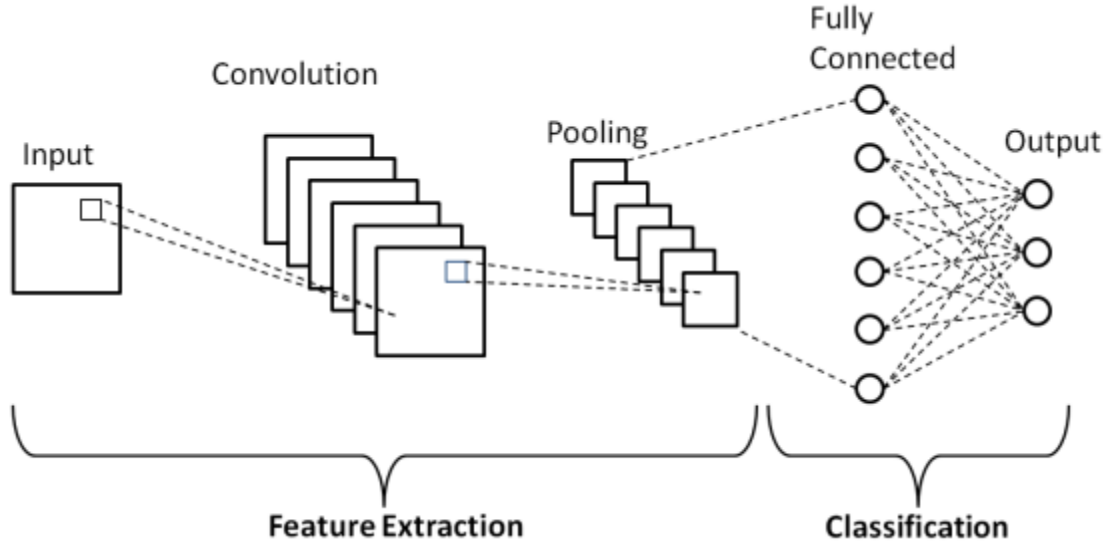 Input
Convolution
Pooling
Fully
Connected
Output
Feature Extraction
Classification